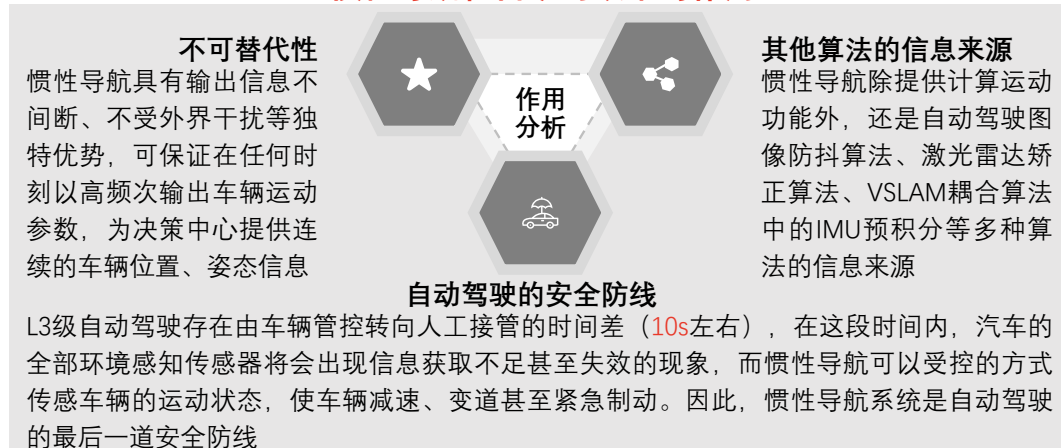 不可替代性
惯性导航具有输出信息不
间断、不受外界干扰等独
特优势，可保证在任何时
刻以高频次输出车辆运动
参数，为决策中心提供连
续的车辆位置、姿态信息
作用
分析
其他算法的信息来源
惯性导航除提供计算运动
功能外，还是自动驾驶图
像防抖算法、激光雷达矫
正算法、VSLAM耦合算法
中的IMU预积分等多种算
法的信息来源
自动驾驶的安全防线
L3级自动驾驶存在由车辆管控转向人工接管的时间差（10s左右），在这段时间内，汽车的
全部环境感知传感器将会出现信息获取不足甚至失效的现象，而惯性导航可以受控的方式
传感车辆的运动状态，使车辆减速、变道甚至紧急制动。因此，惯性导航系统是自动驾驶
的最后一道安全防线